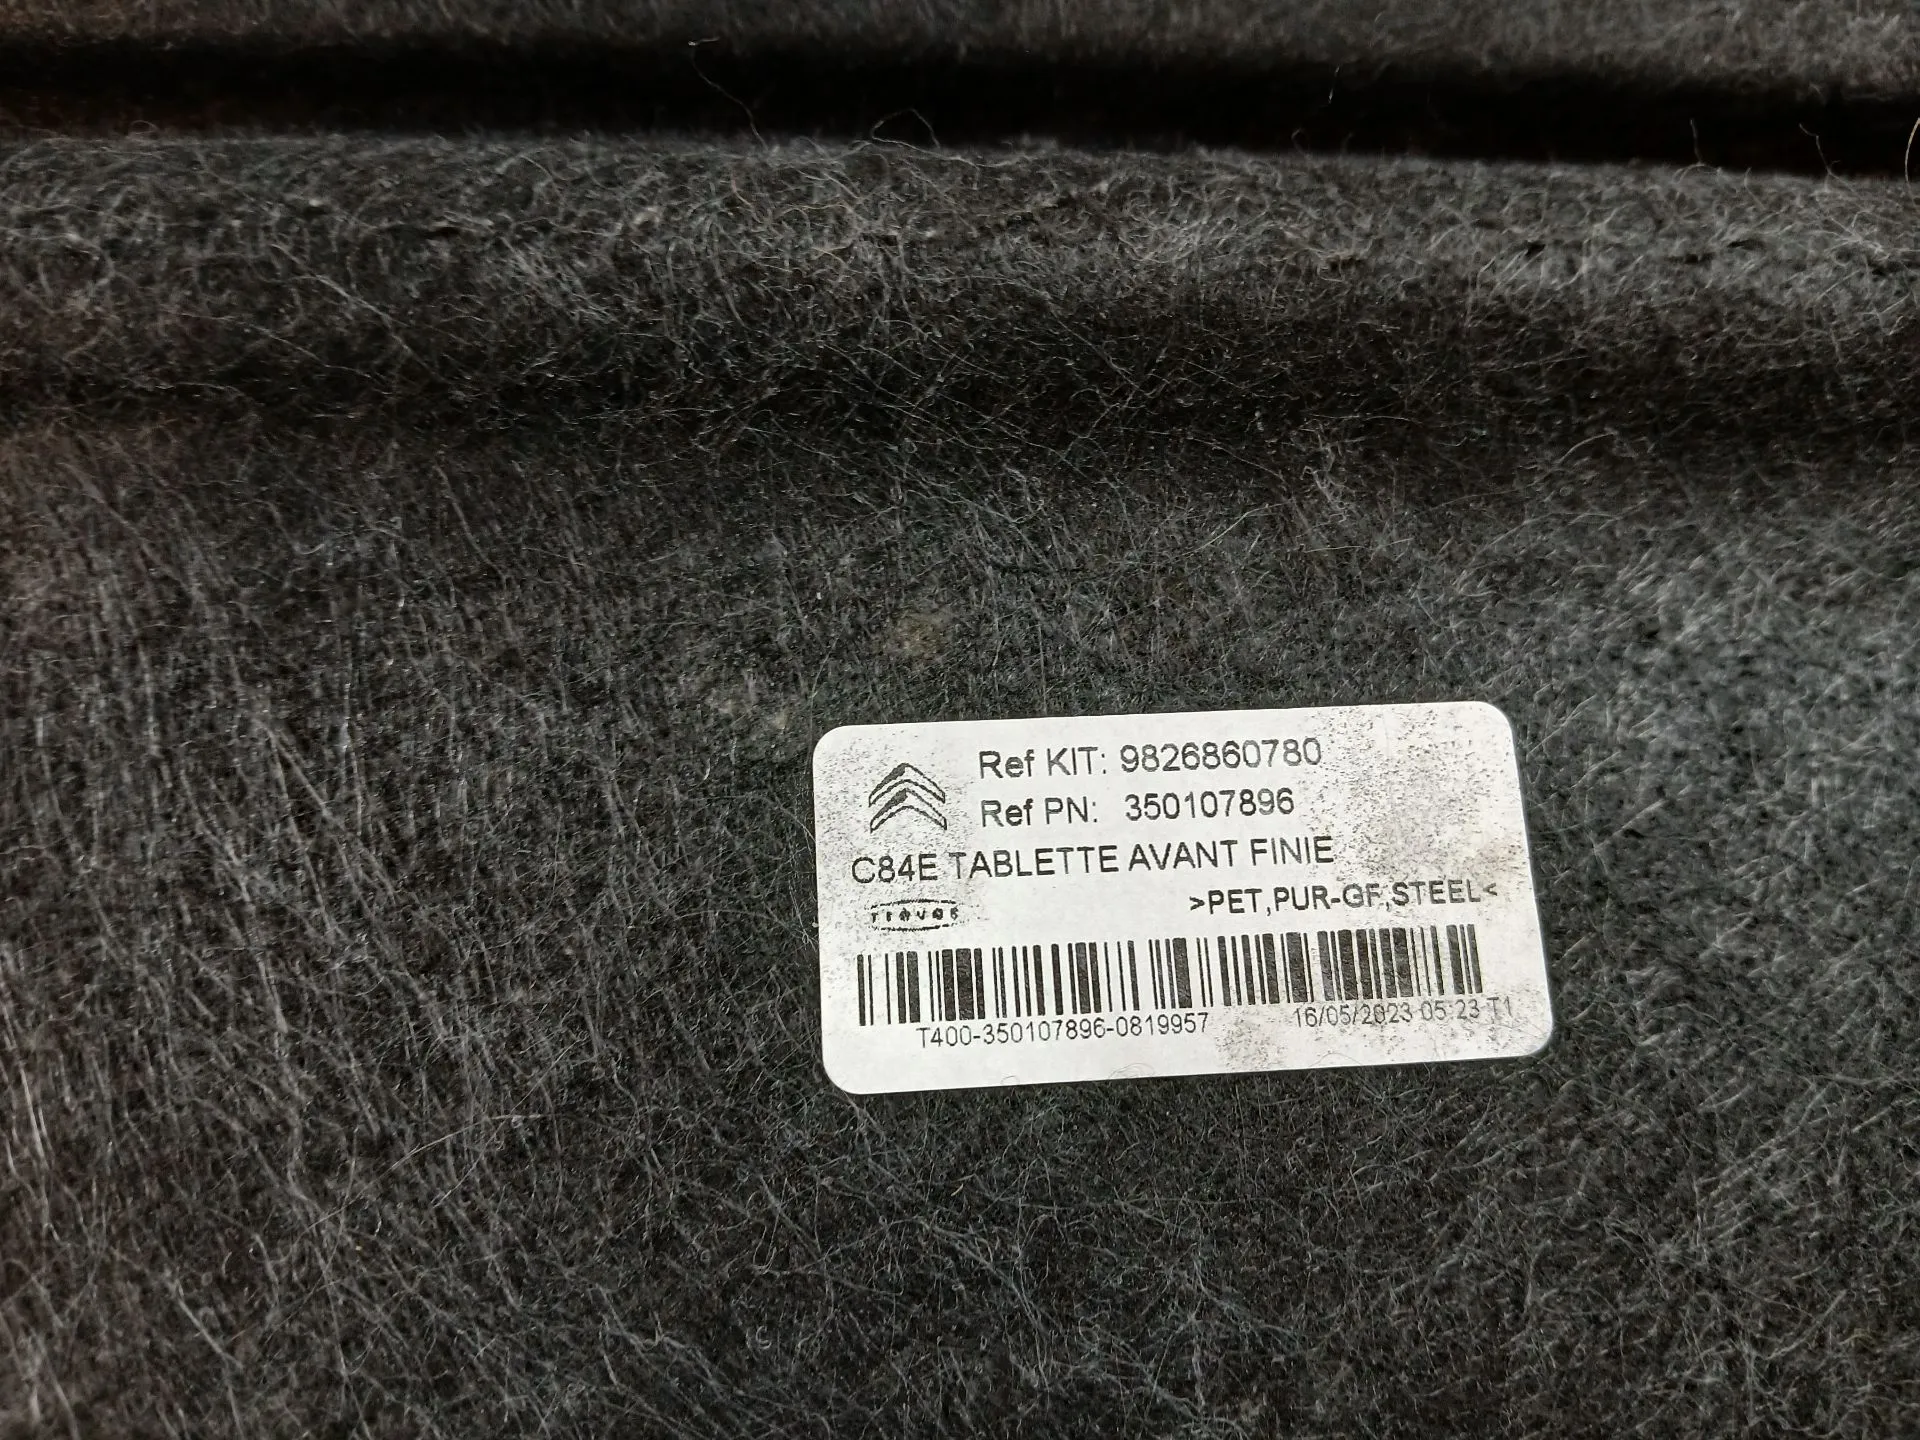 Ref KIT: 9826860780
Ref PN: 350107896
C84E TABLETTE AVANT FINIE
>PET,PUR-GF,STEEL<
T400-350107896-0819957 16/05/2023 05:23 T1